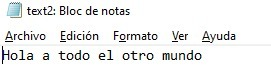 text2: Bloc de notas
Archivo Edición Formato Ver Ayuda
Hola a todo el otro mundo